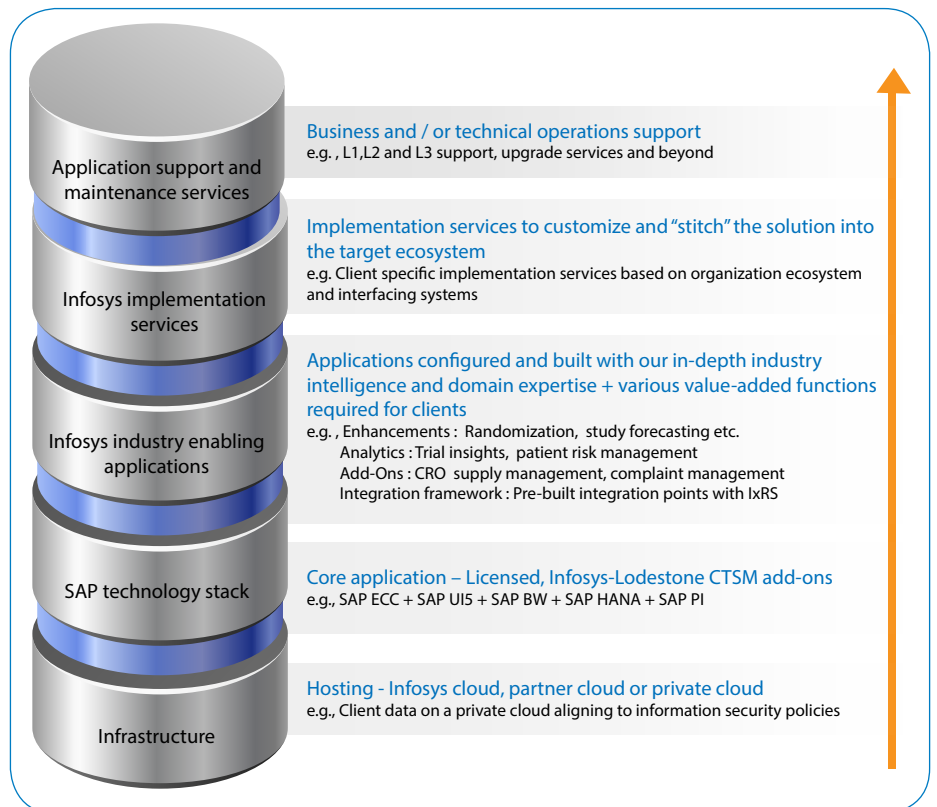 Application support and
maintenance services
Business and / or technical operations support
e.g. , L1,L2 and L3 support, upgrade services and beyond
Infosys implementation
services
Implementation services to customize and “stitch” the solution into
the target ecosystem
e.g. Client specific implementation services based on organization ecosystem
and interfacing systems
Infosys industry enabling
applications
Applications configured and built with our in-depth industry
intelligence and domain expertise + various value-added functions
required for clients
e.g. , Enhancements : Randomization, study forecasting etc.
Analytics : Trial insights, patient risk management
Add-Ons : CRO supply management, complaint management
Integration framework : Pre-built integration points with IxRS
SAP technology stack
Core application – Licensed, Infosys-Lodestone CTSM add-ons
e.g., SAP ECC + SAP UI5 + SAP BW + SAP HANA + SAP PI
Infrastructure
Hosting - Infosys cloud, partner cloud or private cloud
e.g., Client data on a private cloud aligning to information security policies